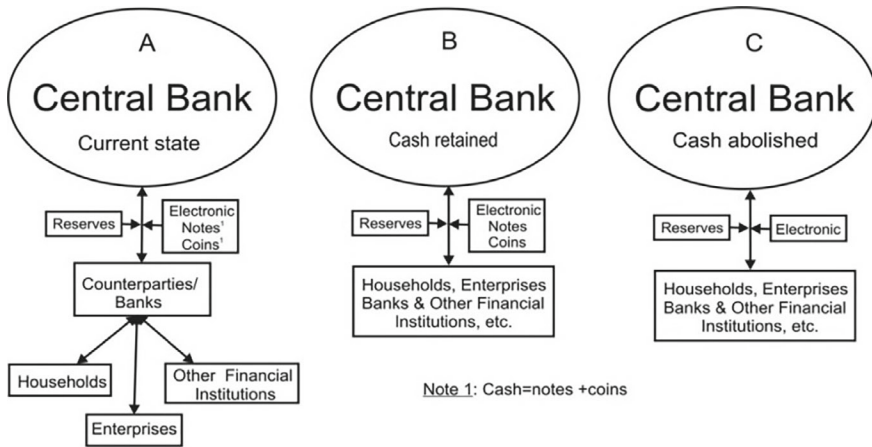 A
Central Bank
Current state
Reserves
Electronic
Notes¹
Coins¹
Counterparties/
Banks
Households
Other Financial
Institutions
Enterprises
B
Central Bank
Cash retained
Reserves
Electronic
Notes
Coins
Households, Enterprises
Banks & Other Financial
Institutions, etc.
C
Central Bank
Cash abolished
Reserves
Electronic
Households, Enterprises
Banks & Other Financial
Institutions, etc.
Note 1: Cash=notes +coins